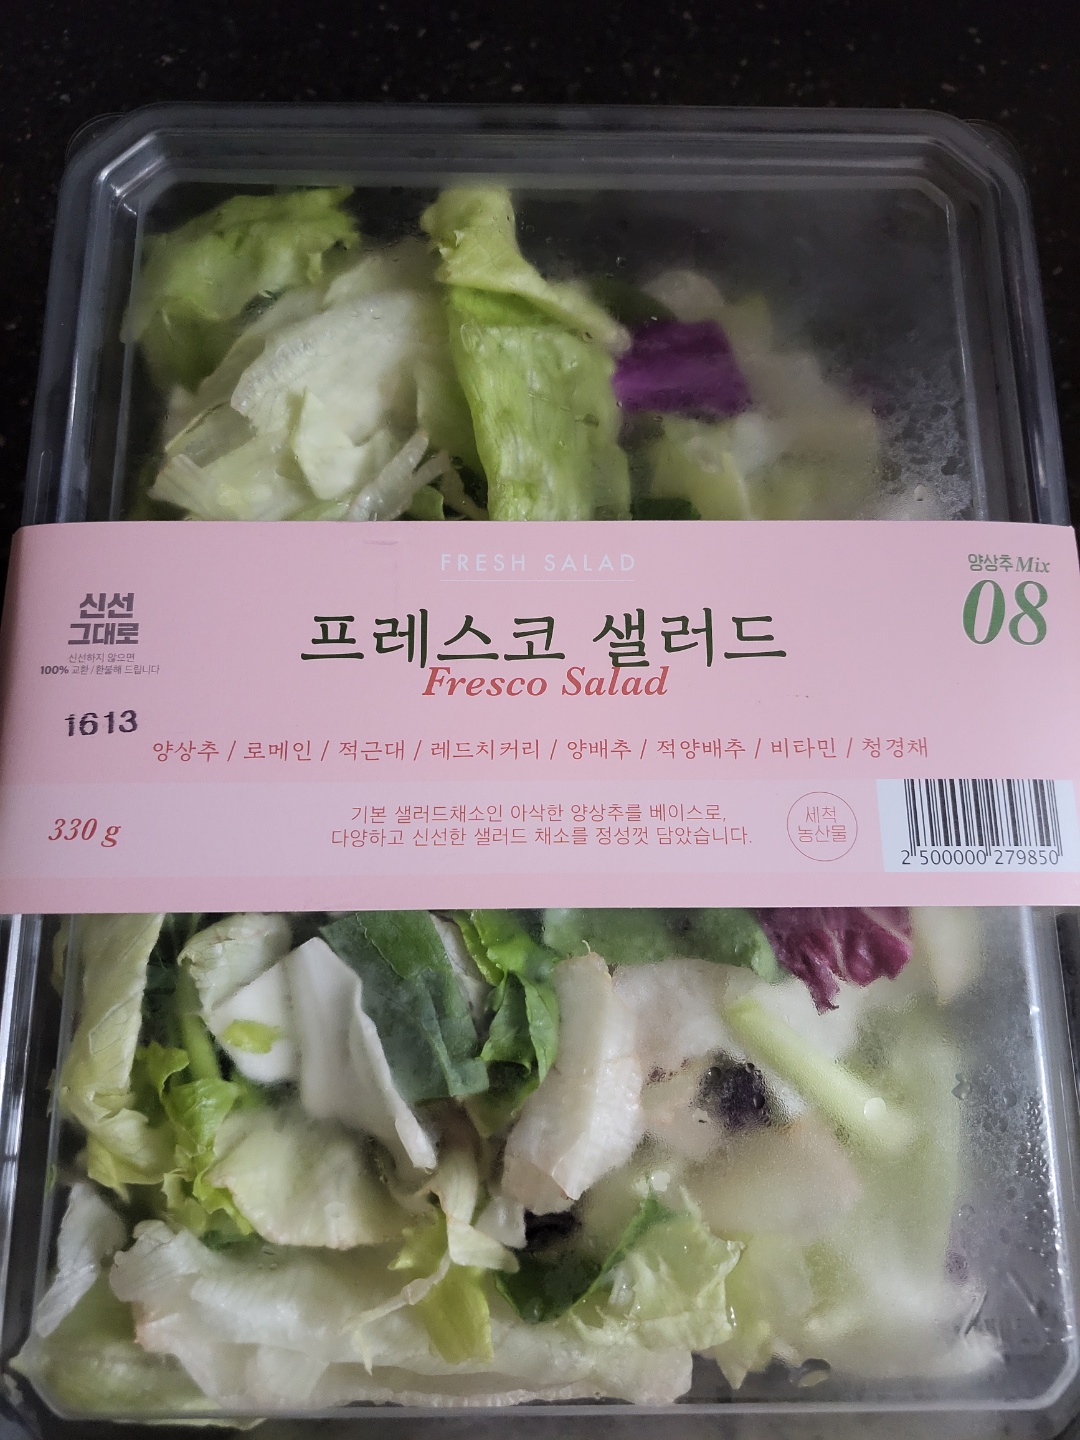 FRESH SALAD
양상추Mix
08
신선
그대로
신선하지 않으면
100% 교환/환불해 드립니다
프레스코 샐러드
Fresco Salad
1613
양상추 / 로메인 / 적근대 / 레드치커리 / 양배추 / 적양배추 / 비타민 / 청경채
330 g
기본 샐러드채소인 아삭한 양상추를 베이스로,
다양하고 신선한 샐러드 채소를 정성껏 담았습니다.
세척
농산물
2 500000 279850